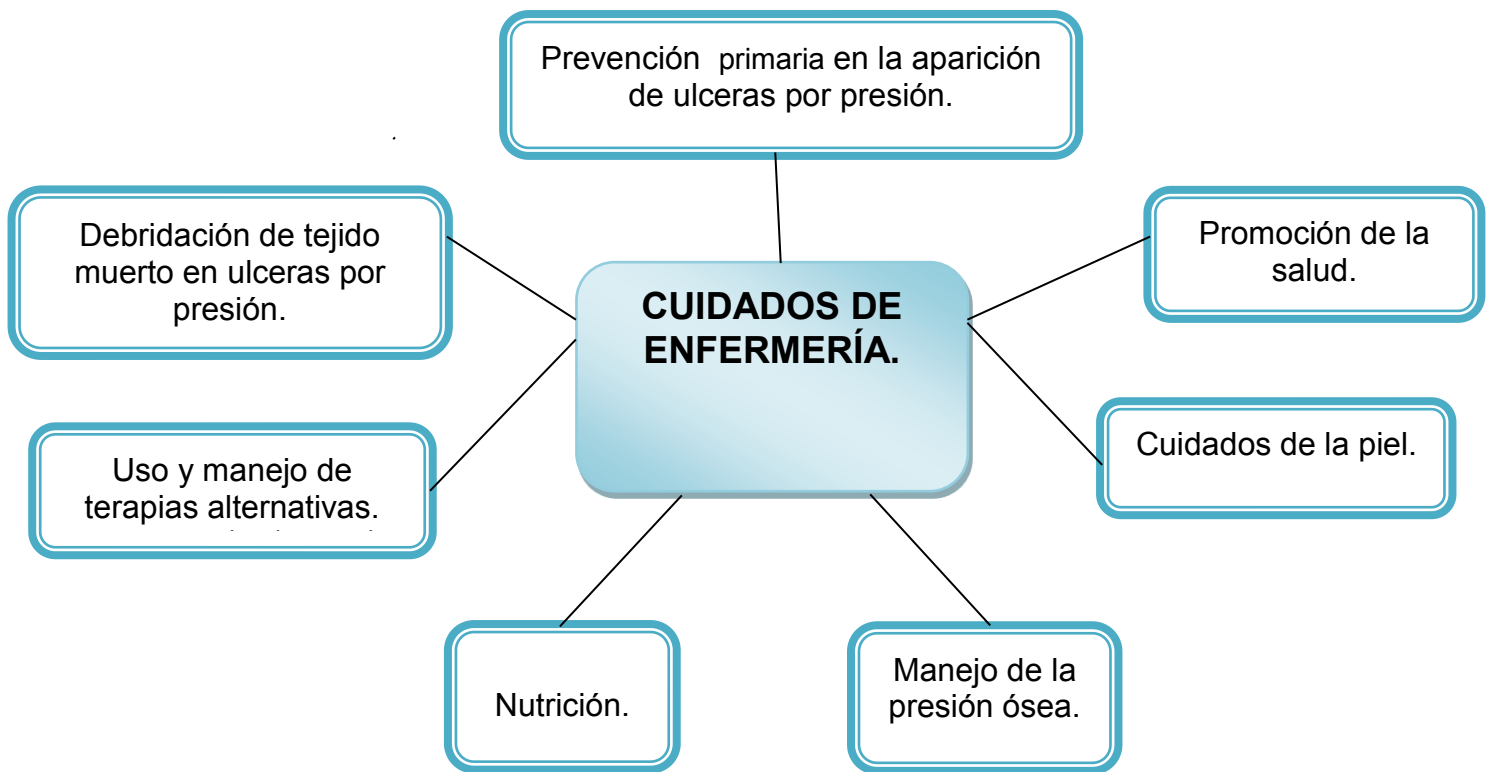 Prevención primaria en la aparición
de ulceras por presión.
.
Debridación de tejido
muerto en ulceras por
presión.
Promoción de la
salud.
CUIDADOS DE
ENFERMERÍA.
Cuidados de la piel.
Uso y manejo de
terapias alternativas.
Nutrición.
Manejo de la
presión ósea.